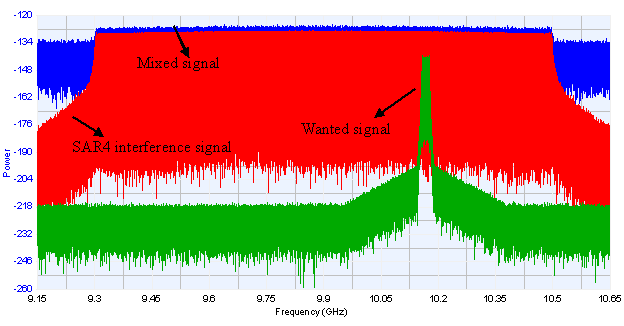 -120
-134
-148
-162
-176
-190
-204
-218
-232
-246
-260
Power
Mixed signal
Wanted signal
SAR4 interference signal
9.15 9.3 9.45 9.6 9.75 9.9 10.05 10.2 10.35 10.5 10.65
Frequency (GHz)